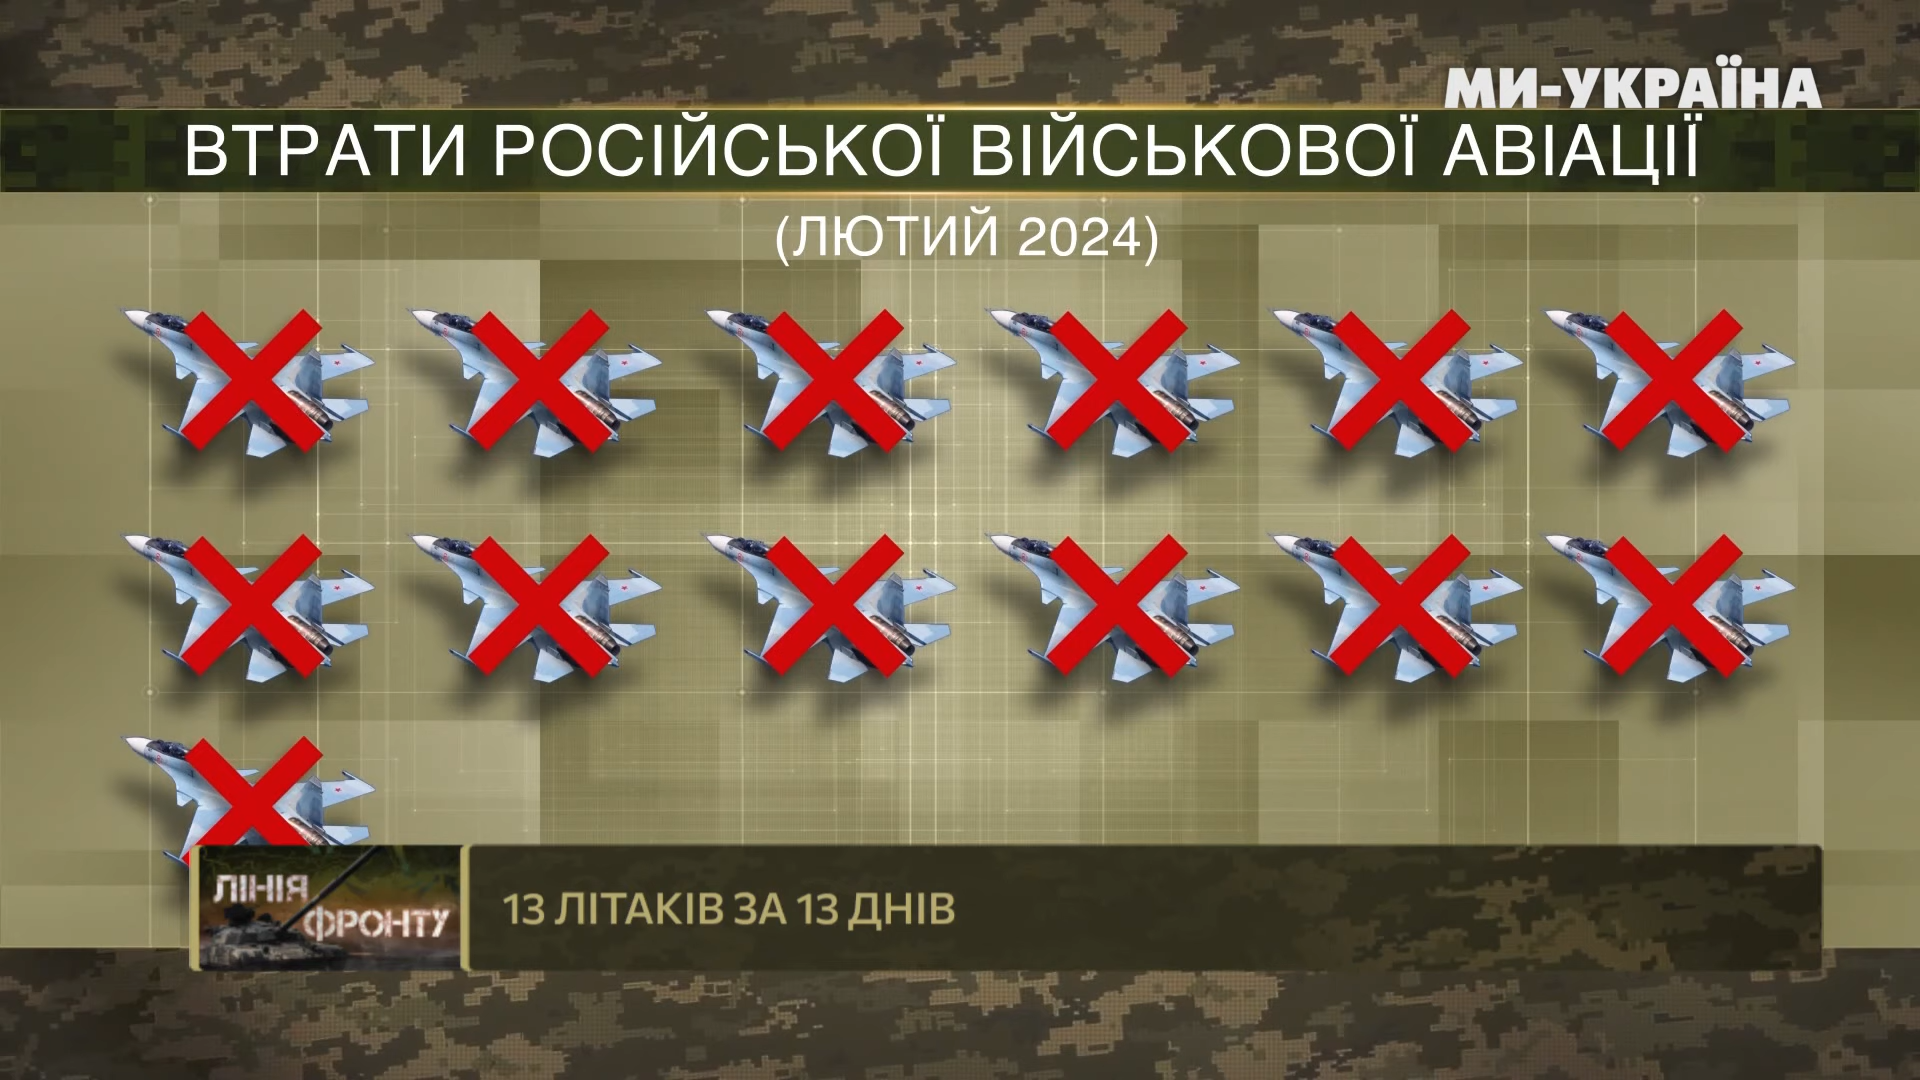 МИ-УКРАЇНА
ВТРАТИ РОСІЙСЬКОЇ ВІЙСЬКОВОЇ АВІАЦІЇ
(ЛЮТИЙ 2024)
ЛІНІЯ
ФРОНТУ
13 ЛІТАКІВ ЗА 13 ДНІВ